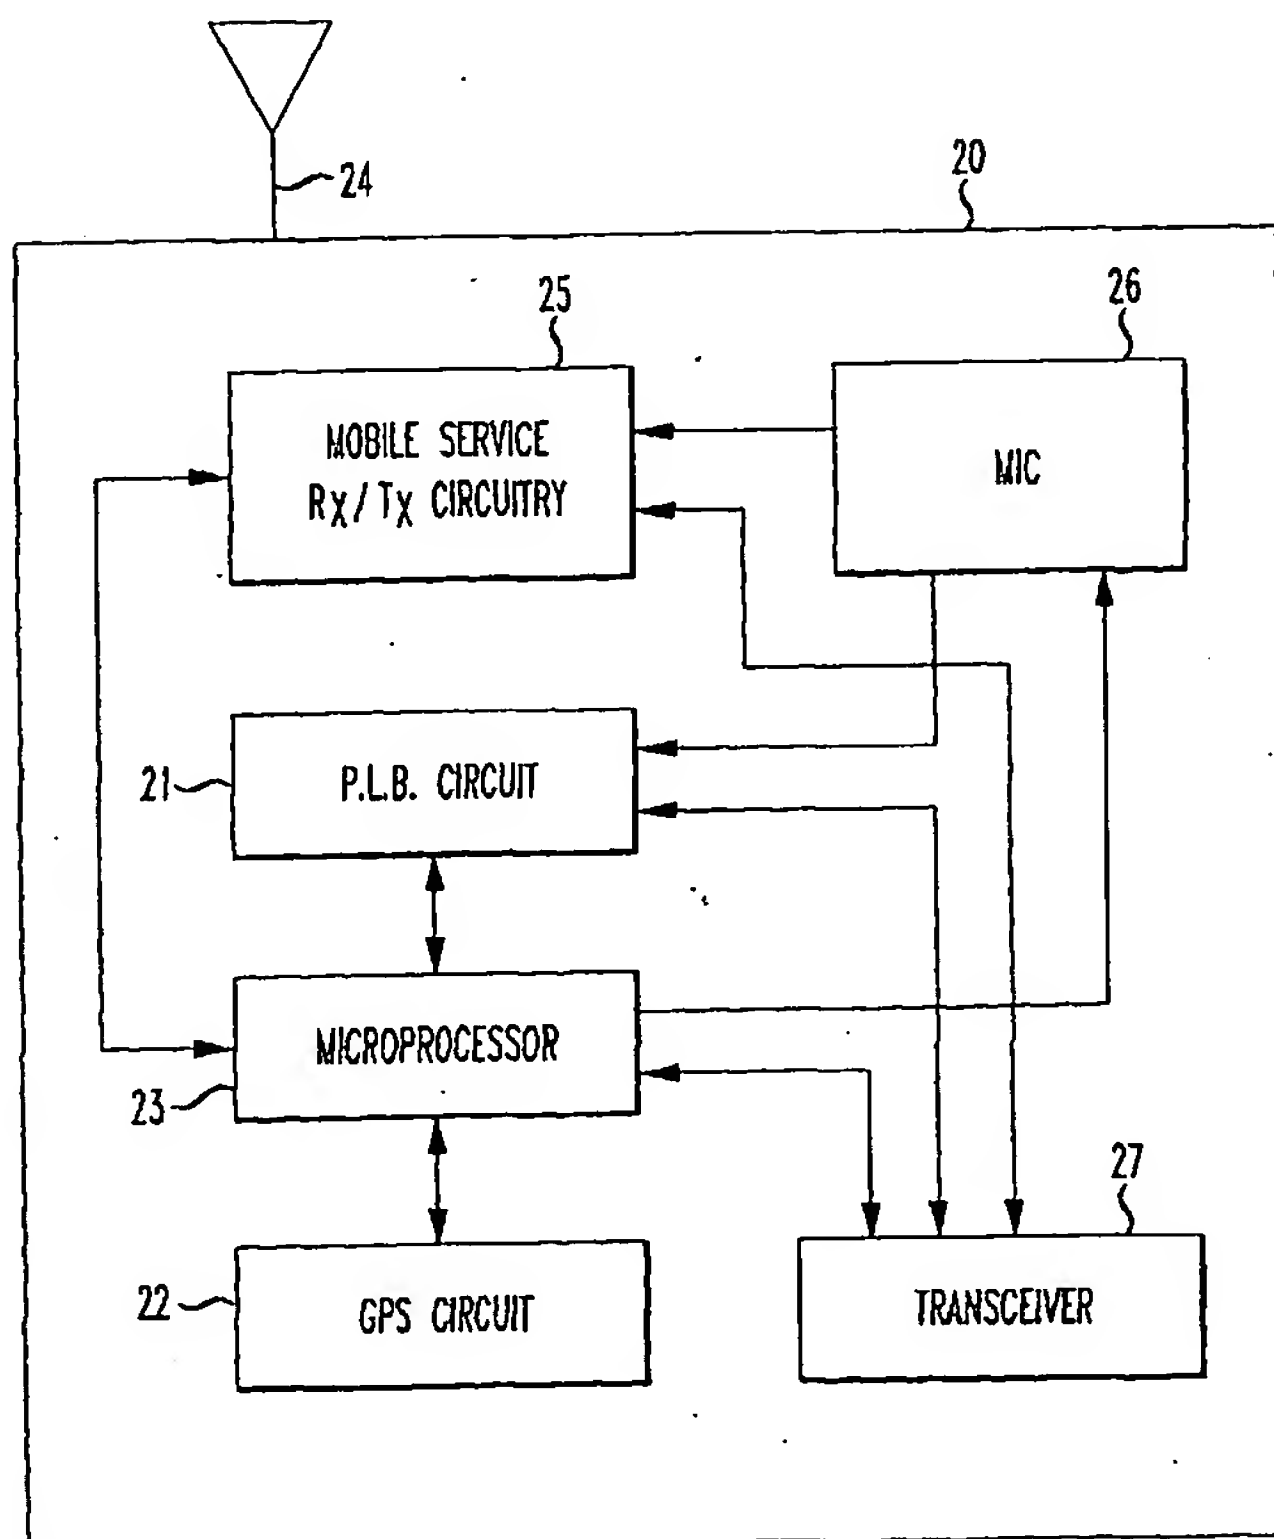 24
20
25
26
MOBILE SERVICE
RX/TX CIRCUITRY
MIC
21
P.L.B. CIRCUIT
MICROPROCESSOR
23
27
22
GPS CIRCUIT
TRANSCEIVER